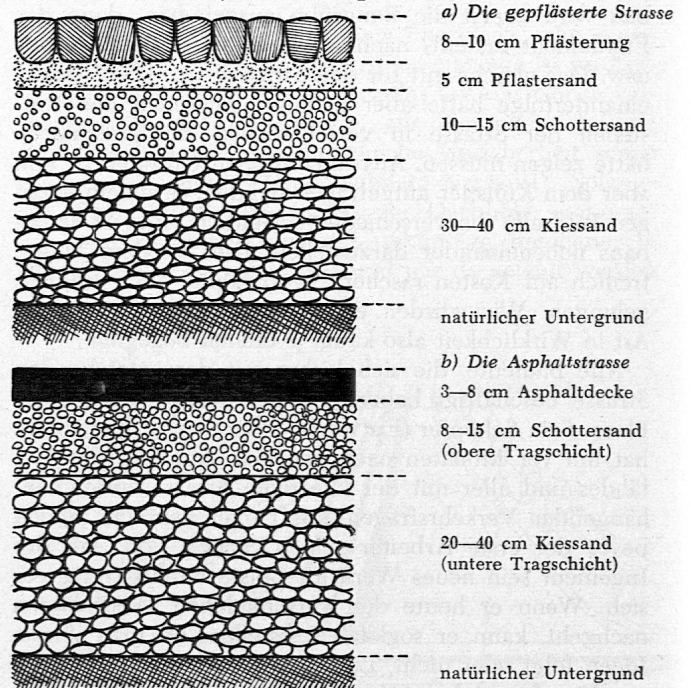 a) Die gepflästerte Strasse
8—10 cm Pflästerung
5 cm Pflästersand
10—15 cm Schottersand
30—40 cm Kiessand
natürlicher Untergrund
b) Die Asphaltstrasse
3—8 cm Asphaltdecke
8—15 cm Schottersand
(obere Tragschicht)
20—40 cm Kiessand
(untere Tragschicht)
natürlicher Untergrund